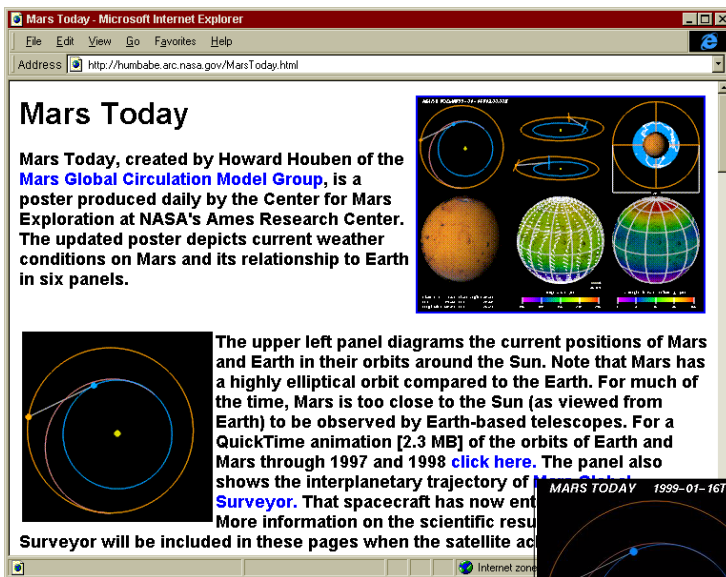 Mars Today - Microsoft Internet Explorer
File Edit View Go Favorites Help
Address http://humbabe.arc.nasa.gov/MarsToday.html
Mars Today
Mars Today, created by Howard Houben of the
Mars Global Circulation Model Group, is a
poster produced daily by the Center for Mars
Exploration at NASA's Ames Research Center.
The updated poster depicts current weather
conditions on Mars and its relationship to Earth
in six panels.
The upper left panel diagrams the current positions of Mars
and Earth in their orbits around the Sun. Note that Mars has
a highly elliptical orbit compared to the Earth. For much of
the time, Mars is too close to the Sun (as viewed from
Earth) to be observed by Earth-based telescopes. For a
QuickTime animation [2.3 MB] of the orbits of Earth and
Mars through 1997 and 1998 click here. The panel also
shows the interplanetary trajectory of Mars Global
Surveyor. That spacecraft has now ent
More information on the scientific resu
Surveyor will be included in these pages when the satellite ac
MARS TODAY 1999-01-16T
Internet zone